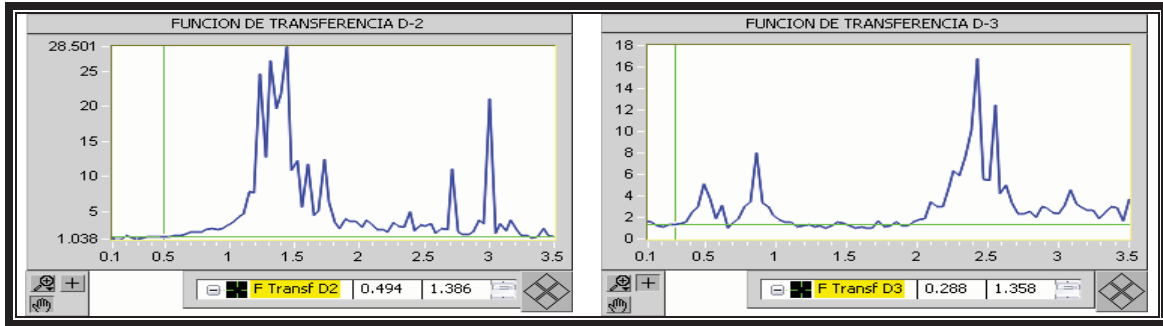 FUNCION DE TRANSFERENCIA D-2
28.501
25
20
15
10
5
1.038
0.1 0.5 1 1.5 2 2.5 3 3.5
F Transf D2 0.494 1.386
FUNCION DE TRANSFERENCIA D-3
18
16
14
12
10
8
6
4
2
0
0.1 0.5 1 1.5 2 2.5 3 3.5
F Transf D3 0.288 1.358